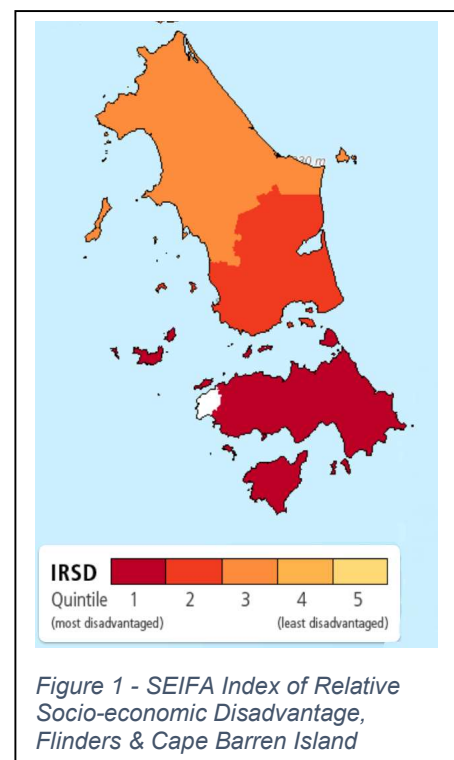 IRSD
Quintile 1 2 3 4 5
(most disadvantaged) (least disadvantaged)
Figure 1 - SEIFA Index of Relative
Socio-economic Disadvantage,
Flinders & Cape Barren Island